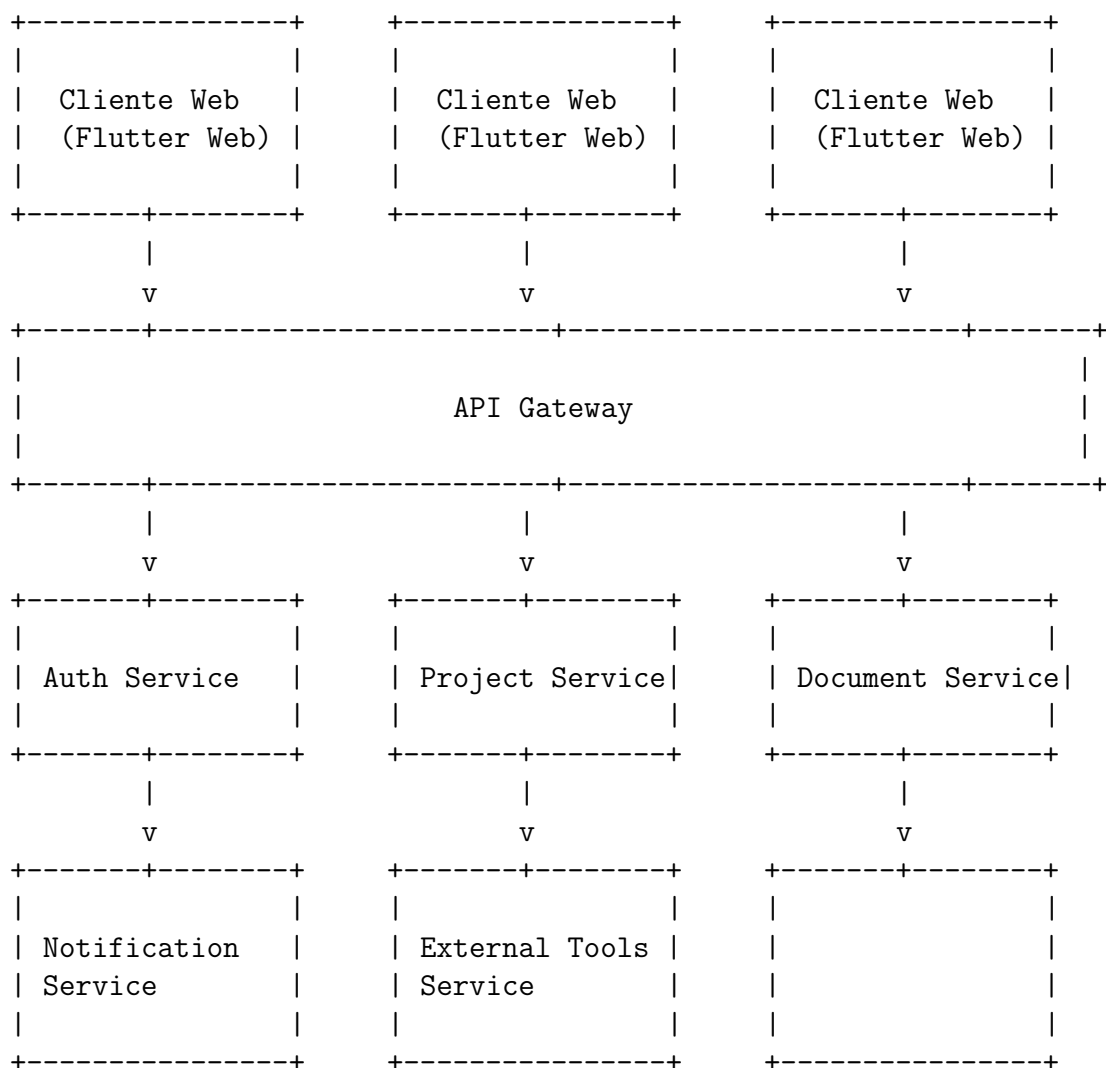 Cliente Web
(Flutter Web)
Cliente Web
(Flutter Web)
Cliente Web
(Flutter Web)
v
v
v
API Gateway
v
v
v
Auth Service
Project Service
Document Service
v
v
v
Notification
Service
External Tools
Service